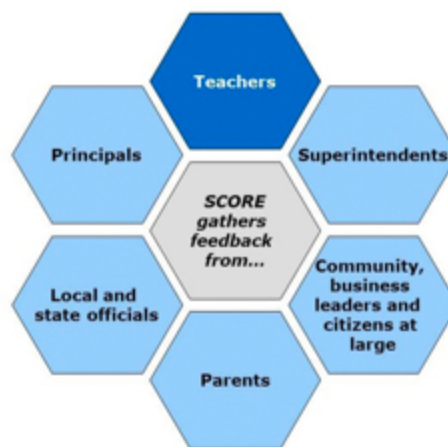 Teachers
Principals
Superintendents
SCORE
gathers
feedback
from...
Local and
state officials
Community,
business
leaders and
citizens at
large
Parents